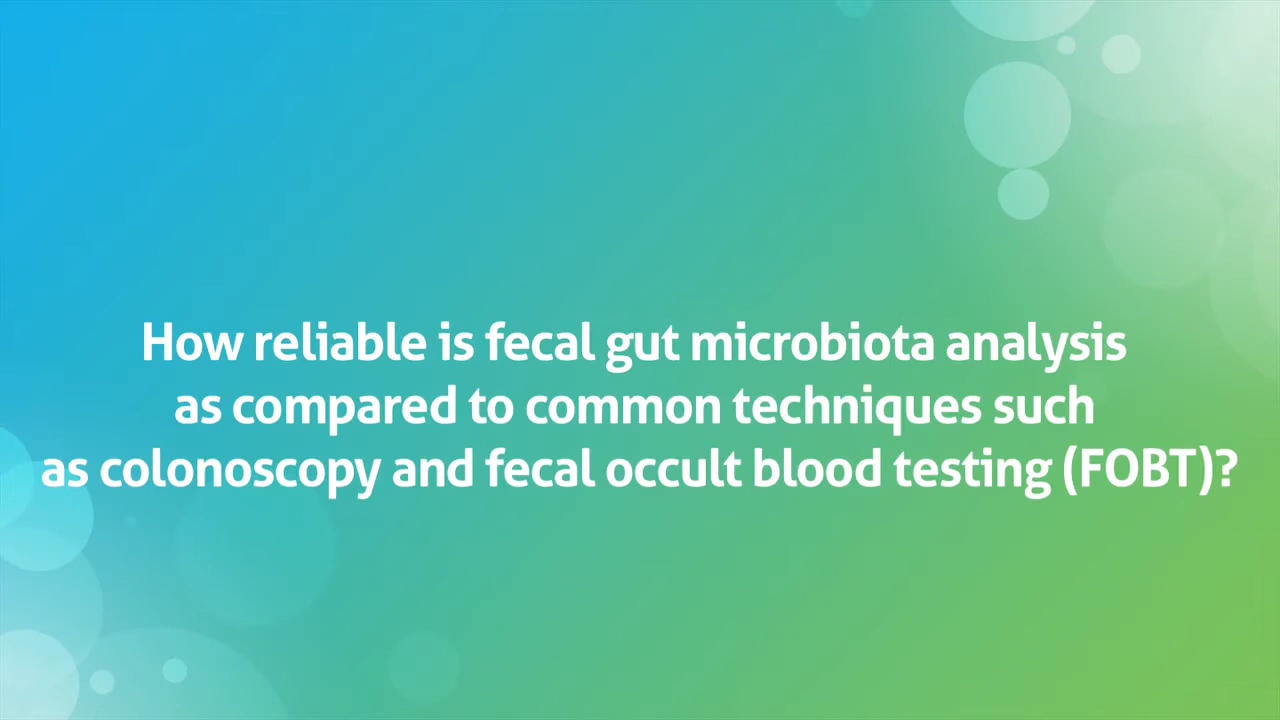 How reliable is fecal gut microbiota analysis
as compared to common techniques such
as colonoscopy and fecal occult blood testing (FOBT)?